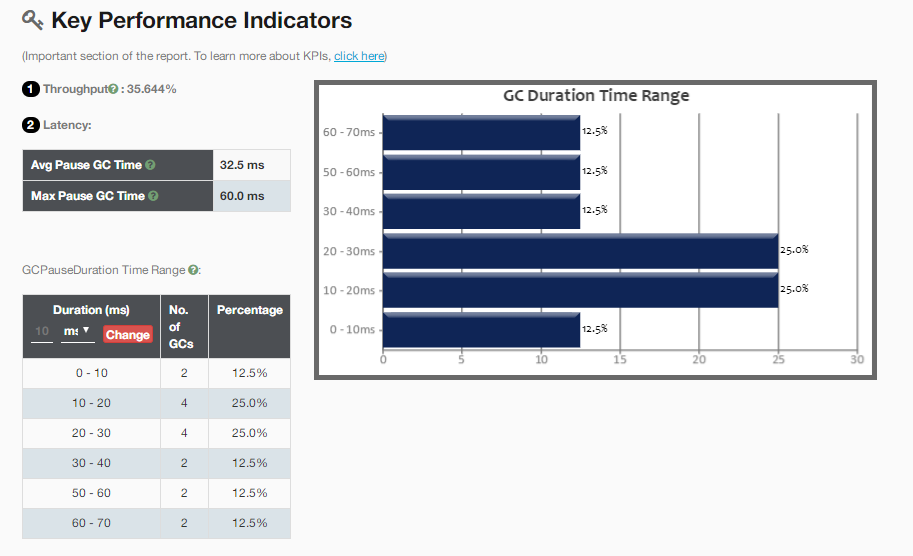 Key Performance Indicators
(Important section of the report. To learn more about KPIs, click here)
1 Throughput? : 35.644%
2 Latency:
Avg Pause GC Time ? 32.5 ms
Max Pause GC Time ? 60.0 ms
GCPauseDuration Time Range ?:
Duration (ms) No. of GCs Percentage
10 ms Change
0 - 10 2 12.5%
10 - 20 4 25.0%
20 - 30 4 25.0%
30 - 40 2 12.5%
50 - 60 2 12.5%
60 - 70 2 12.5%
GC Duration Time Range
60 - 70ms 12.5%
50 - 60ms 12.5%
30 - 40ms 12.5%
20 - 30ms 25.0%
10 - 20ms 25.0%
0 - 10ms 12.5%
0 5 10 15 20 25 30